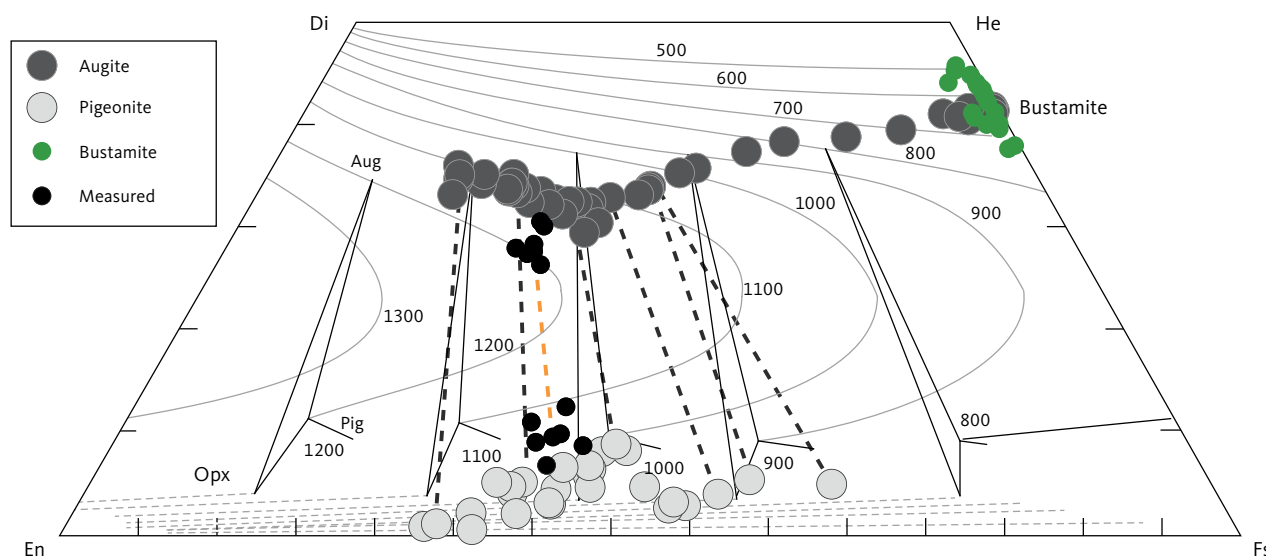 Di
He
Augite
Pigeonite
Bustamite
Measured
500
600
700
800
Bustamite
Aug
1000
900
1300
1100
1200
Pig
1200
1100
1000
900
800
Opx
En
Fs